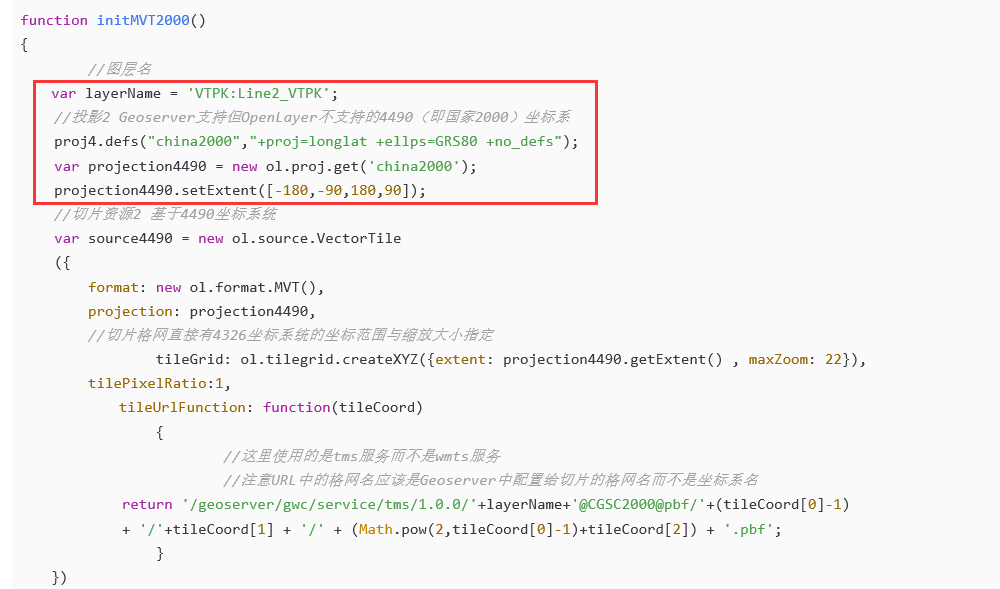 function initMVT2000()
{
//图层名
var layerName = 'VTPK:Line2_VTPK';
//投影2 Geoserver支持但OpenLayer不支持的4490（即国家2000）坐标系
proj4.defs("china2000","+proj=longlat +ellps=GRS80 +no_defs");
var projection4490 = new ol.proj.get('china2000');
projection4490.setExtent([-180,-90,180,90]);
//切片资源2 基于4490坐标系统
var source4490 = new ol.source.VectorTile
({
format: new ol.format.MVT(),
projection: projection4490,
//切片格网直接有4326坐标系统的坐标范围与缩放大小指定
tileGrid: ol.tilegrid.createXYZ({extent: projection4490.getExtent() , maxZoom: 22}),
tilePixelRatio:1,
tileUrlFunction: function(tileCoord)
{
//这里使用的是tms服务而不是wmts服务
//注意URL中的格网名应该是Geoserver中配置给切片的格网名而不是坐标系名
return '/geoserver/gwc/service/tms/1.0.0/'+layerName+'@CGSC2000@pbf/'+(tileCoord[0]-1)
+ '/'+tileCoord[1] + '/' + (Math.pow(2,tileCoord[0]-1)+tileCoord[2]) + '.pbf';
}
})